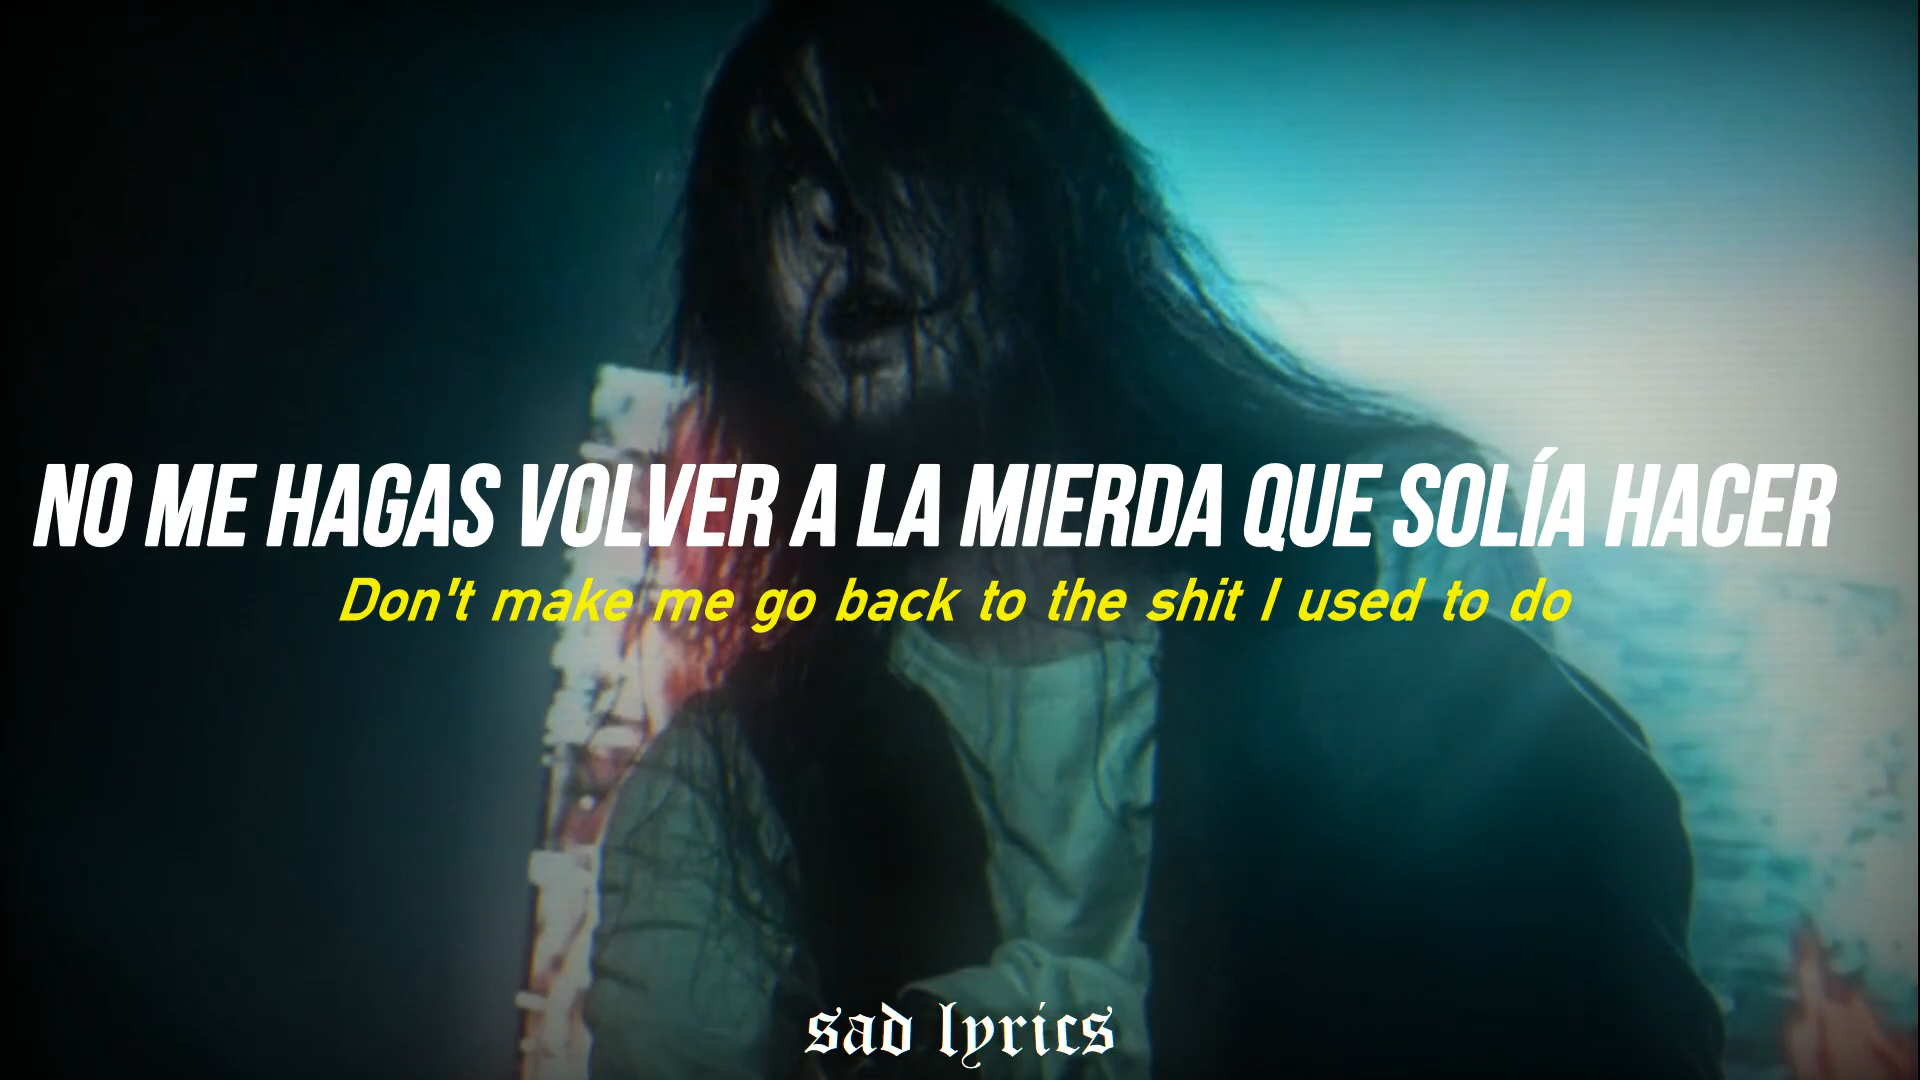 NO ME HAGAS VOLVER A LA MIERDA QUE SOLÍA HACER
Don't make me go back to the shit I used to do
sad lyrics